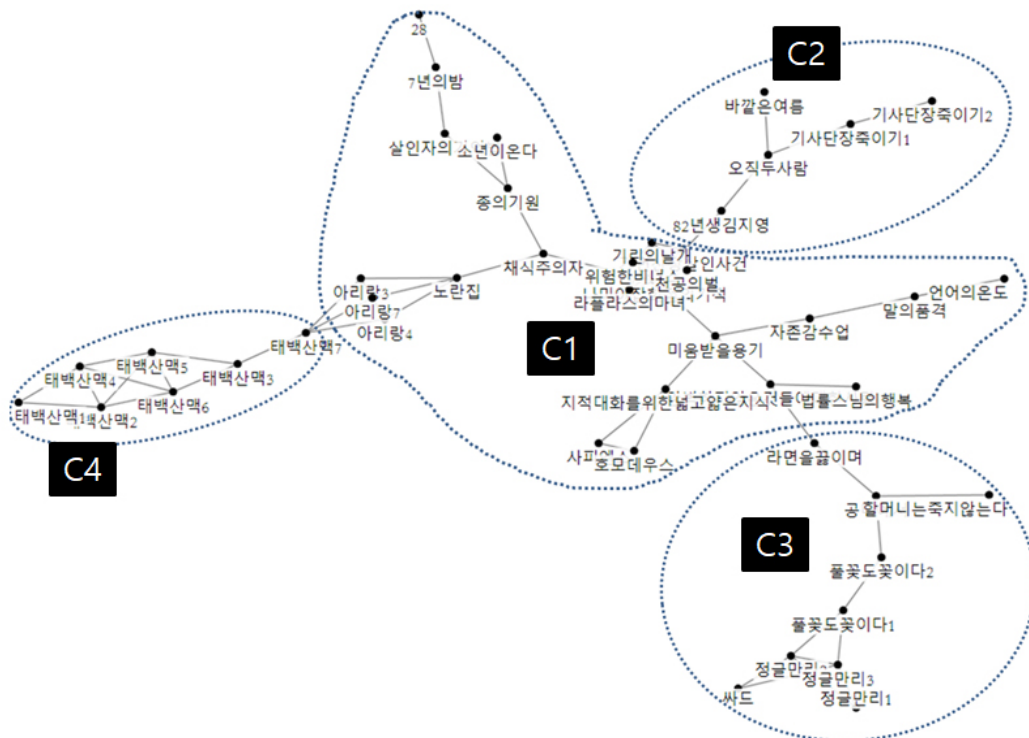 28
C2
7년의밤
바깥은여름
기사단장죽이기2
기사단장죽이기1
살인자의
소년이온다
오직두사람
종의기원
82년생김지영
기린의날개
인사건
채식주의자
위험한비
천공의벌
노란집
아리랑3
라플라스의마녀
언어의온도
말의품격
아리랑7
아리랑4
자존감수업
태백산맥7
C1
미움받을용기
태백산맥5
태백산맥4
태백산맥3
태백산맥6
태백산맥1
백산맥2
지적대화를위한넓고얇은지식
법률스님의행복
C4
사피
호모데우스
라면을끓이며
공
할머니는죽지않는다
C3
풀꽃도꽃이다2
풀꽃도꽃이다1
정글만리
정글만리3
싸드
정글만리1